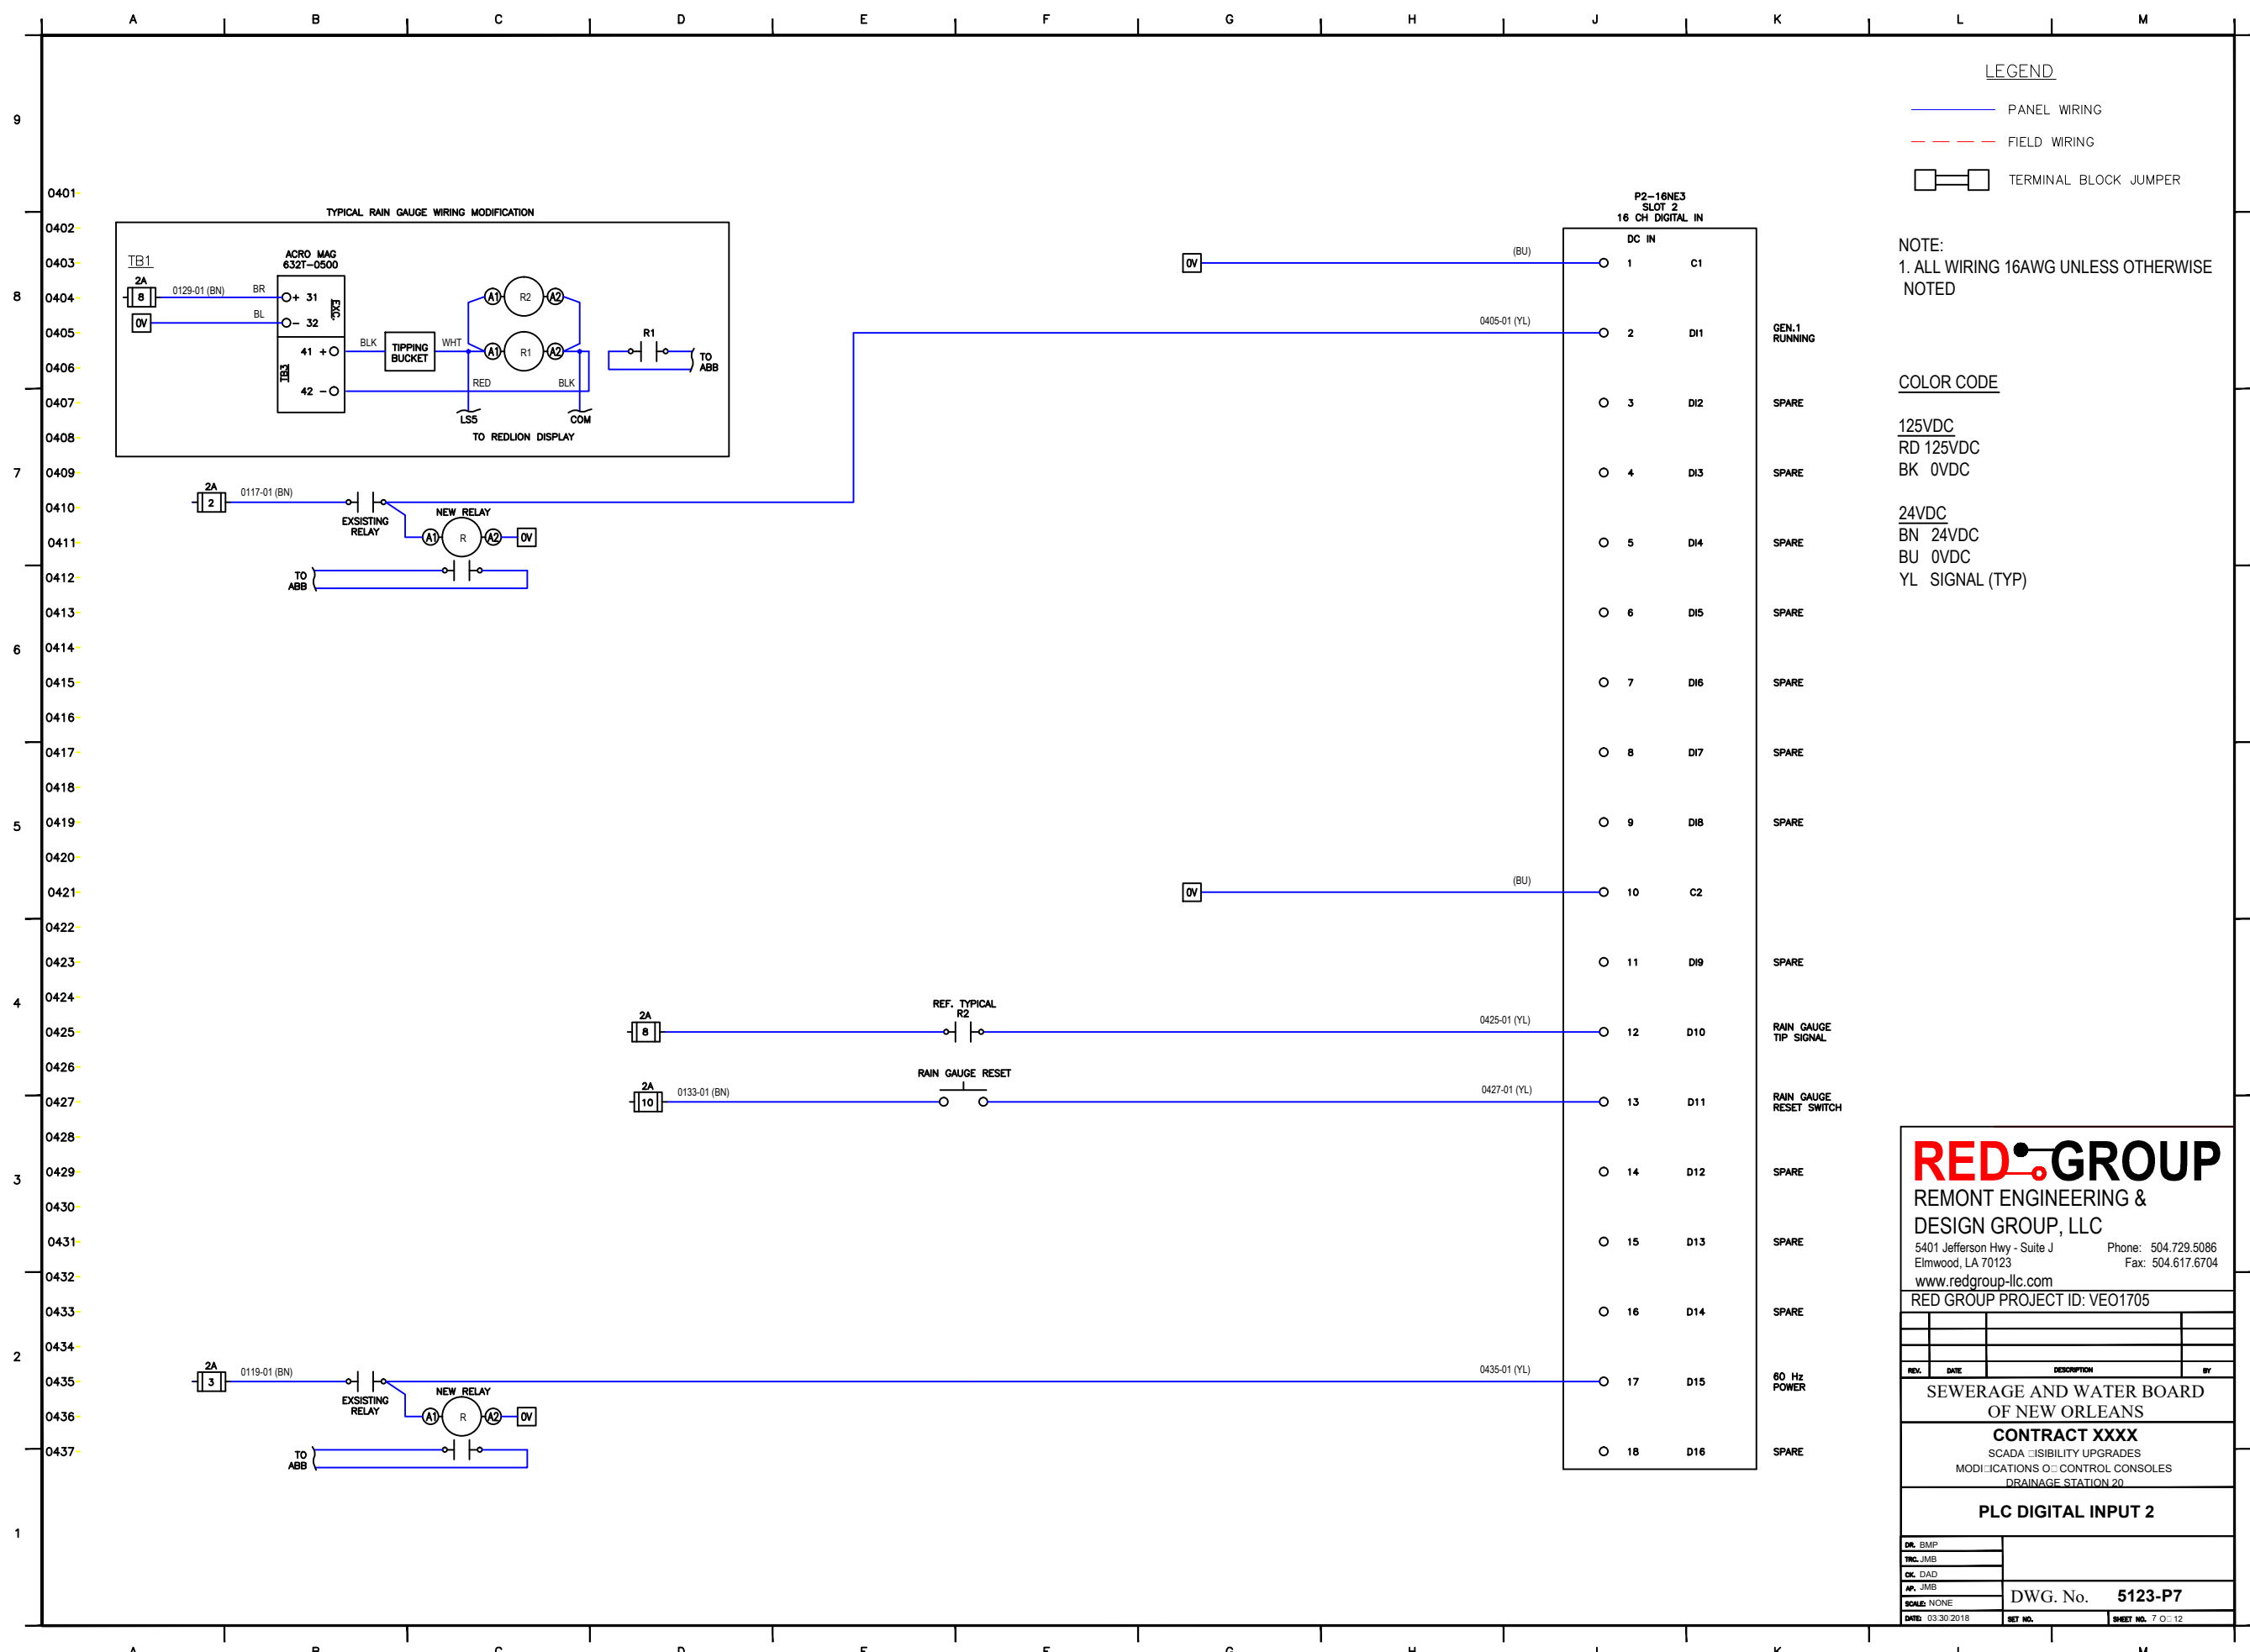 A B C D E F G H J K L M
9
8
7
6
5
4
3
2
1
0401
0402
0403
0404
0405
0406
0407
0408
0409
0410
0411
0412
0413
0414
0415
0416
0417
0418
0419
0420
0421
0422
0423
0424
0425
0426
0427
0428
0429
0430
0431
0432
0433
0434
0435
0436
0437
TYPICAL RAIN GAUGE WIRING MODIFICATION
TB1
2A
8
0129-01 (BN)
BR
0V
BL
ACRO MAG
632T-0500
+ 31
- 32
EXC.
41 +
42 -
TB3
BLK
TIPPING
BUCKET
WHT
A1 R2 A2
A1 R1 A2
RED
BLK
LS5
COM
TO REDLION DISPLAY
R1
TO
ABB
2A
2
0117-01 (BN)
EXSISTING
RELAY
NEW RELAY
A1 R A2 0V
TO
ABB
2A
8
REF. TYPICAL
R2
0425-01 (YL)
2A
10
0133-01 (BN)
RAIN GAUGE RESET
0427-01 (YL)
2A
3
0119-01 (BN)
EXSISTING
RELAY
NEW RELAY
A1 R A2 0V
TO
ABB
0435-01 (YL)
0V
(BU)
0405-01 (YL)
0V
(BU)
P2-16NE3
SLOT 2
16 CH DIGITAL IN
DC IN
1 C1
2 DI1 GEN.1
RUNNING
3 DI2 SPARE
4 DI3 SPARE
5 DI4 SPARE
6 DI5 SPARE
7 DI6 SPARE
8 DI7 SPARE
9 DI8 SPARE
10 C2
11 DI9 SPARE
12 D10 RAIN GAUGE
TIP SIGNAL
13 D11 RAIN GAUGE
RESET SWITCH
14 D12 SPARE
15 D13 SPARE
16 D14 SPARE
17 D15 60 Hz
POWER
18 D16 SPARE
LEGEND
PANEL WIRING
FIELD WIRING
TERMINAL BLOCK JUMPER
NOTE:
1. ALL WIRING 16AWG UNLESS OTHERWISE
NOTED
COLOR CODE
125VDC
RD 125VDC
BK 0VDC
24VDC
BN 24VDC
BU 0VDC
YL SIGNAL (TYP)
RED GROUP
REMONT ENGINEERING &
DESIGN GROUP, LLC
5401 Jefferson Hwy - Suite J Phone: 504.729.5086
Elmwood, LA 70123 Fax: 504.617.6704
www.redgroup-llc.com
RED GROUP PROJECT ID: VEO1705
REV. DATE DESCRIPTION BY
SEWERAGE AND WATER BOARD
OF NEW ORLEANS
CONTRACT XXXX
SCADA □ISIBILITY UPGRADES
MODI□ICATIONS O□ CONTROL CONSOLES
DRAINAGE STATION 20
PLC DIGITAL INPUT 2
DR. BMP
TRC. JMB
CK. DAD
AP. JMB
SCALE: NONE
DATE: 03.30.2018
DWG. No. 5123-P7
SET NO.
SHEET NO. 7 O□ 12
A B C D E F G H J K L M